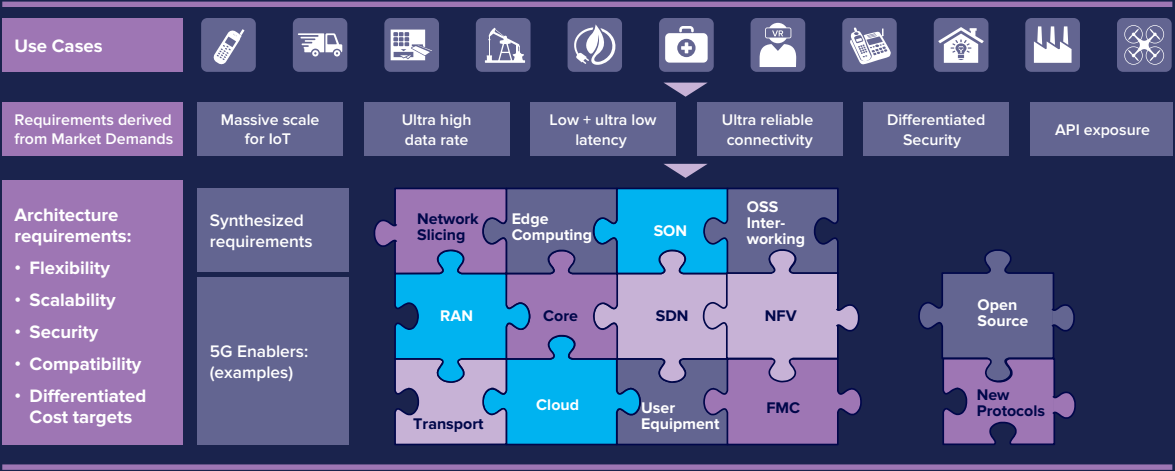 Use Cases
VR
Requirements derived
from Market Demands
Massive scale
for IoT
Ultra high
data rate
Low + ultra low
latency
Ultra reliable
connectivity
Differentiated
Security
API exposure
Architecture
requirements:
• Flexibility
• Scalability
• Security
• Compatibility
• Differentiated
Cost targets
Synthesized
requirements
5G Enablers:
(examples)
Network
Slicing
Edge
Computing
SON
OSS
Inter-
working
RAN
Core
SDN
NFV
Transport
Cloud
User
Equipment
FMC
Open
Source
New
Protocols